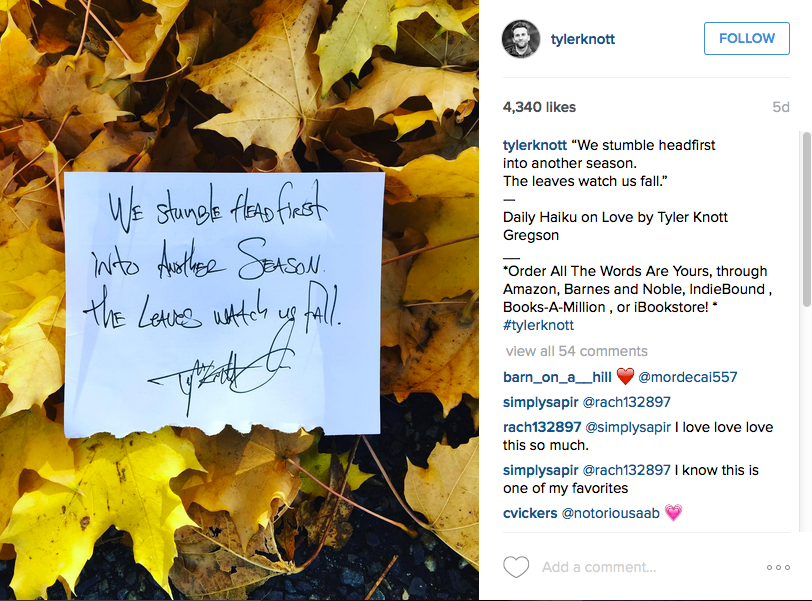 We stumble Headfirst
into Another Season.
the Leaves watch us fall.
tylerknott
FOLLOW
4,340 likes
5d
tylerknott “We stumble headfirst
into another season.
The leaves watch us fall.”
—
Daily Haiku on Love by Tyler Knott
Gregson
__
*Order All The Words Are Yours, through
Amazon, Barnes and Noble, IndieBound ,
Books-A-Million , or iBookstore! *
#tylerknott
view all 54 comments
barn_on_a__hill ❤️ @mordecai557
simplysapir @rach132897
rach132897 @simplysapir I love love love
this so much.
simplysapir @rach132897 I know this is
one of my favorites
cvickers @notoriousaab 💗
Add a comment...